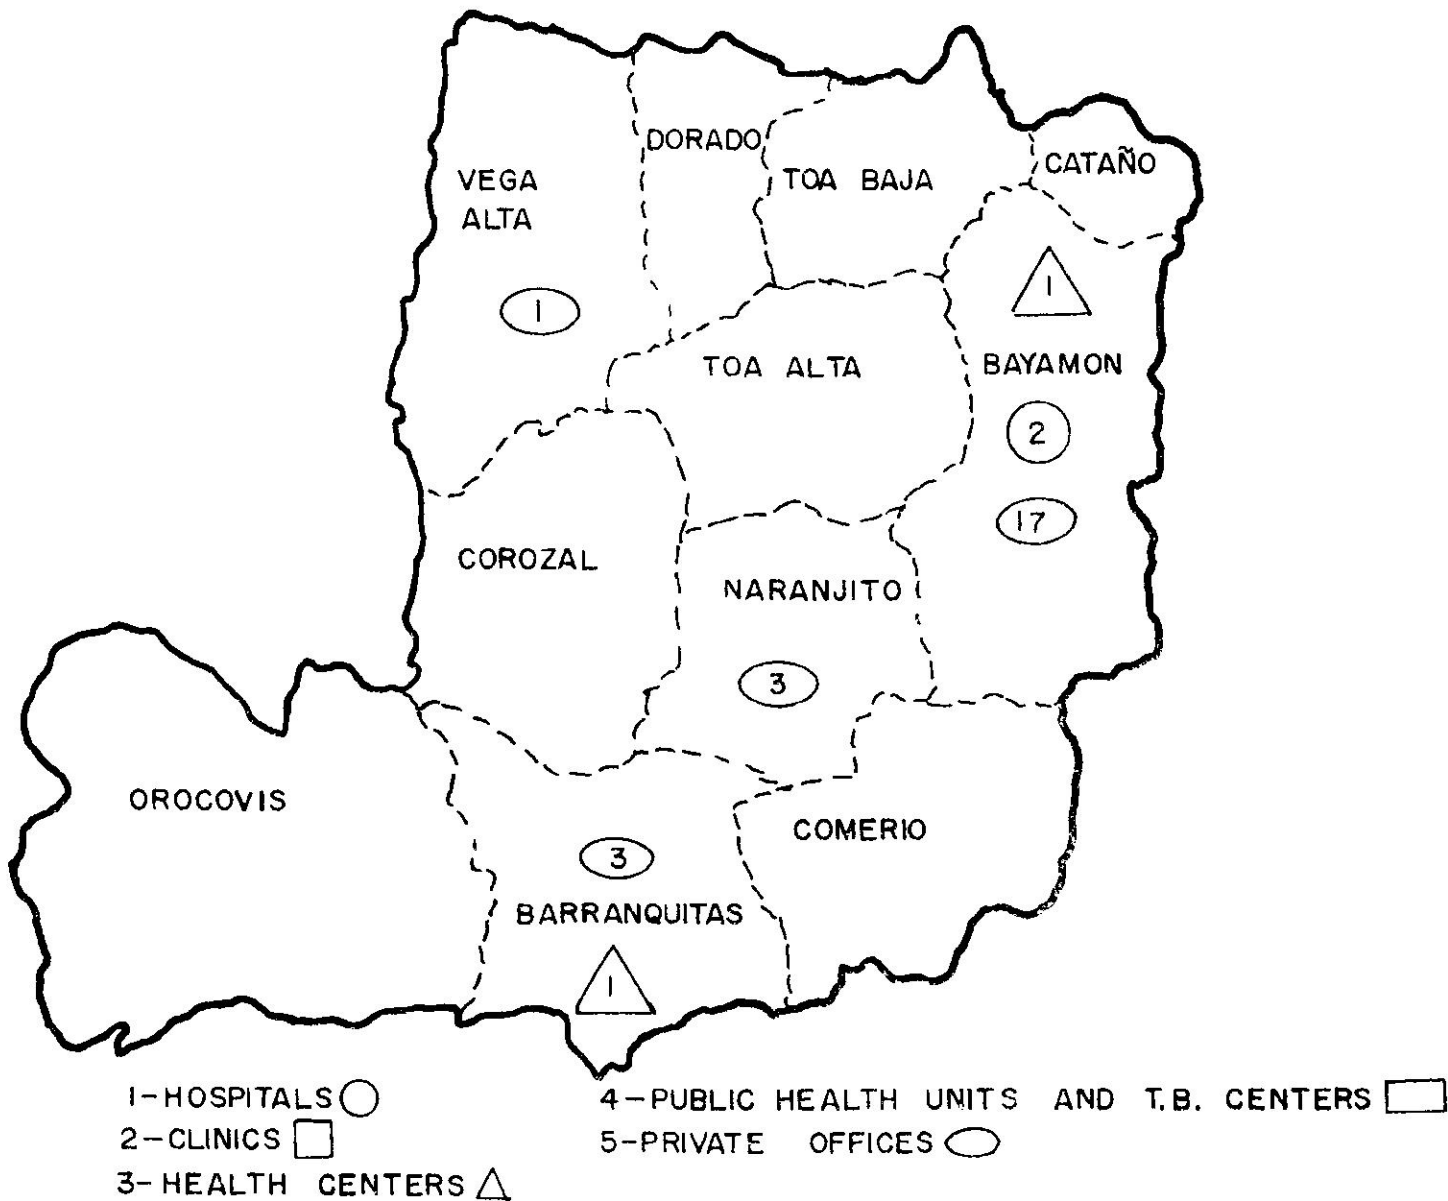 DORADO
CATAÑO
VEGA
ALTA
TOA BAJA
1
1
TOA ALTA
BAYAMON
2
17
COROZAL
NARANJITO
3
OROCOVIS
COMERIO
3
BARRANQUITAS
1
1-HOSPITALS
2-CLINICS
3-HEALTH CENTERS
4-PUBLIC HEALTH UNITS AND T.B. CENTERS
5-PRIVATE OFFICES